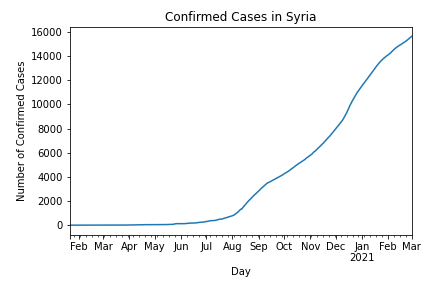 Confirmed Cases in Syria
Number of Confirmed Cases
16000
14000
12000
10000
8000
6000
4000
2000
0
Feb Mar Apr May Jun Jul Aug Sep Oct Nov Dec Jan Feb Mar
2021
Day